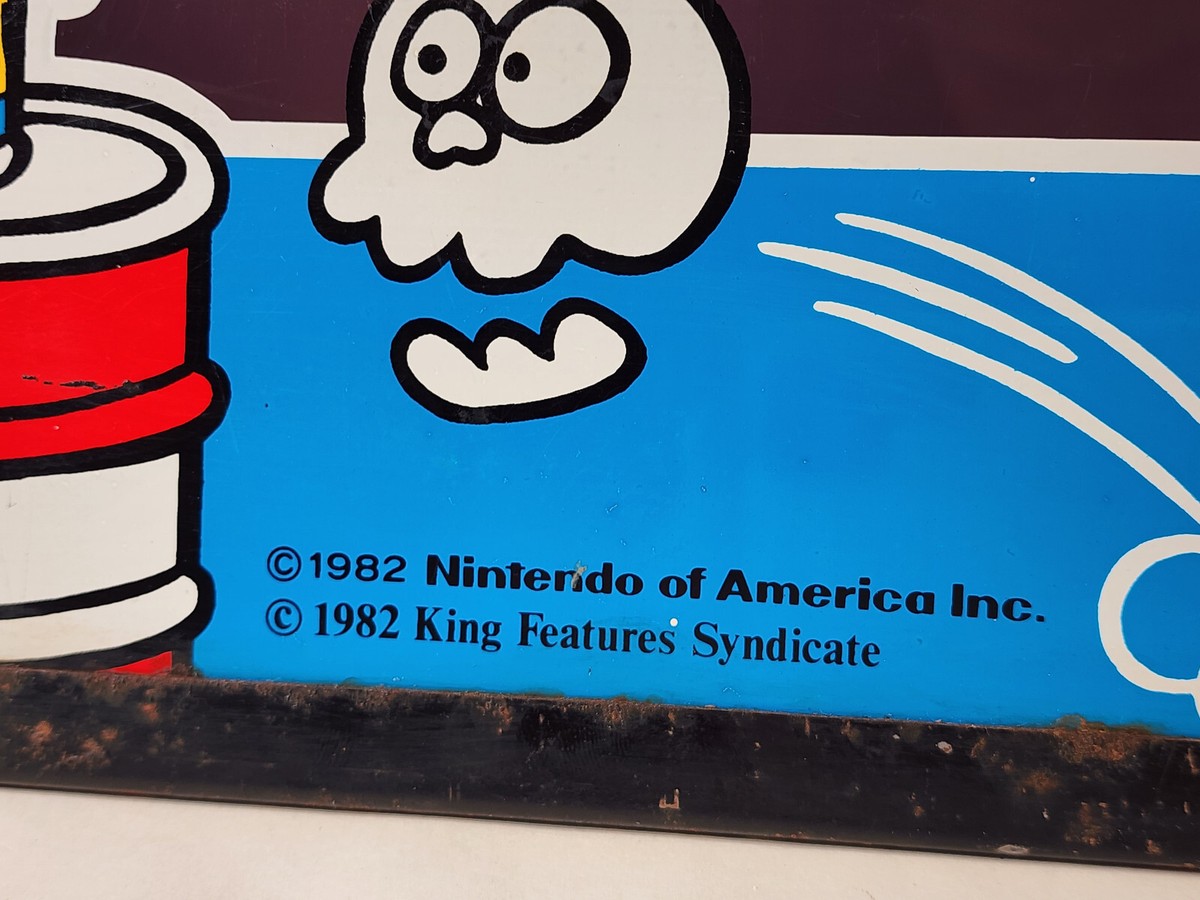 ©1982 Nintendo of America Inc.
© 1982 King Features Syndicate